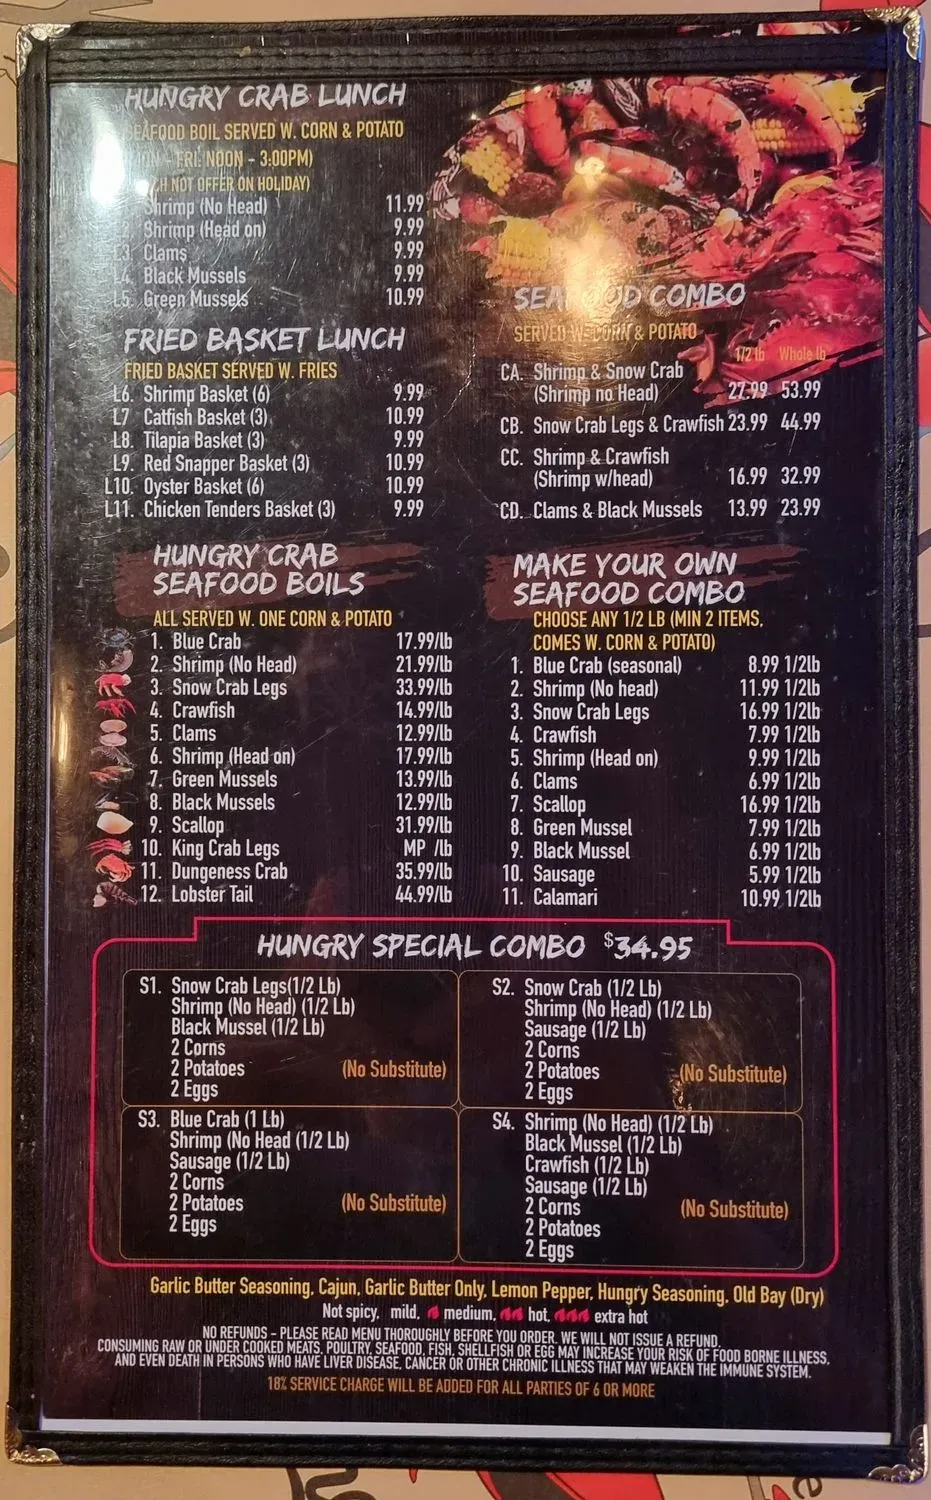 HUNGRY CRAB LUNCH
SEAFOOD BOIL SERVED W. CORN & POTATO
FRI: NOON - 3:00PM)
NOT OFFER ON HOLIDAY)
Shrimp (No Head) 11.99
Shrimp (Head on) 9.99
L3. Clams 9.99
L4. Black Mussels 9.99
L5. Green Mussels 10.99
FRIED BASKET LUNCH
FRIED BASKET SERVED W. FRIES
L6. Shrimp Basket (6) 9.99
L7 Catfish Basket (3) 10.99
L8. Tilapia Basket (3) 9.99
L9. Red Snapper Basket (3) 10.99
L10. Oyster Basket (6) 10.99
L11. Chicken Tenders Basket (3) 9.99
SEAFOOD COMBO
SERVED W. CORN & POTATO
1/2 lb Whole lb
CA. Shrimp & Snow Crab
(Shrimp no Head) 27.99 53.99
CB. Snow Crab Legs & Crawfish 23.99 44.99
CC. Shrimp & Crawfish
(Shrimp w/head) 16.99 32.99
CD. Clams & Black Mussels 13.99 23.99
HUNGRY CRAB
SEAFOOD BOILS
ALL SERVED W. ONE CORN & POTATO
1. Blue Crab 17.99/lb
2. Shrimp (No Head) 21.99/lb
3. Snow Crab Legs 33.99/lb
4. Crawfish 14.99/lb
5. Clams 12.99/lb
6. Shrimp (Head on) 17.99/lb
7. Green Mussels 13.99/lb
8. Black Mussels 12.99/lb
9. Scallop 31.99/lb
10. King Crab Legs MP /lb
11. Dungeness Crab 35.99/lb
12. Lobster Tail 44.99/lb
MAKE YOUR OWN
SEAFOOD COMBO
CHOOSE ANY 1/2 LB (MIN 2 ITEMS,
COMES W. CORN & POTATO)
1. Blue Crab (seasonal) 8.99 1/2lb
2. Shrimp (No head) 11.99 1/2lb
3. Snow Crab Legs 16.99 1/2lb
4. Crawfish 7.99 1/2lb
5. Shrimp (Head on) 9.99 1/2lb
6. Clams 6.99 1/2lb
7. Scallop 16.99 1/2lb
8. Green Mussel 7.99 1/2lb
9. Black Mussel 6.99 1/2lb
10. Sausage 5.99 1/2lb
11. Calamari 10.99 1/2lb
HUNGRY SPECIAL COMBO $34.95
S1. Snow Crab Legs(1/2 Lb)
Shrimp (No Head) (1/2 Lb)
Black Mussel (1/2 Lb)
2 Corns
2 Potatoes (No Substitute)
2 Eggs
S2. Snow Crab (1/2 Lb)
Shrimp (No Head) (1/2 Lb)
Sausage (1/2 Lb)
2 Corns
2 Potatoes (No Substitute)
2 Eggs
S3. Blue Crab (1 Lb)
Shrimp (No Head (1/2 Lb)
Sausage (1/2 Lb)
2 Corns
2 Potatoes (No Substitute)
2 Eggs
S4. Shrimp (No Head) (1/2 Lb)
Black Mussel (1/2 Lb)
Crawfish (1/2 Lb)
Sausage (1/2 Lb)
2 Corns (No Substitute)
2 Potatoes
2 Eggs
Garlic Butter Seasoning, Cajun, Garlic Butter Only, Lemon Pepper, Hungry Seasoning, Old Bay (Dry)
Not spicy, mild, medium, hot, extra hot
NO REFUNDS - PLEASE READ MENU THOROUGHLY BEFORE YOU ORDER. WE WILL NOT ISSUE A REFUND.
CONSUMING RAW OR UNDER COOKED MEATS, POULTRY, SEAFOOD, FISH, SHELLFISH OR EGG MAY INCREASE YOUR RISK OF FOOD BORNE ILLNESS,
AND EVEN DEATH IN PERSONS WHO HAVE LIVER DISEASE, CANCER OR OTHER CHRONIC ILLNESS THAT MAY WEAKEN THE IMMUNE SYSTEM.
18% SERVICE CHARGE WILL BE ADDED FOR ALL PARTIES OF 6 OR MORE